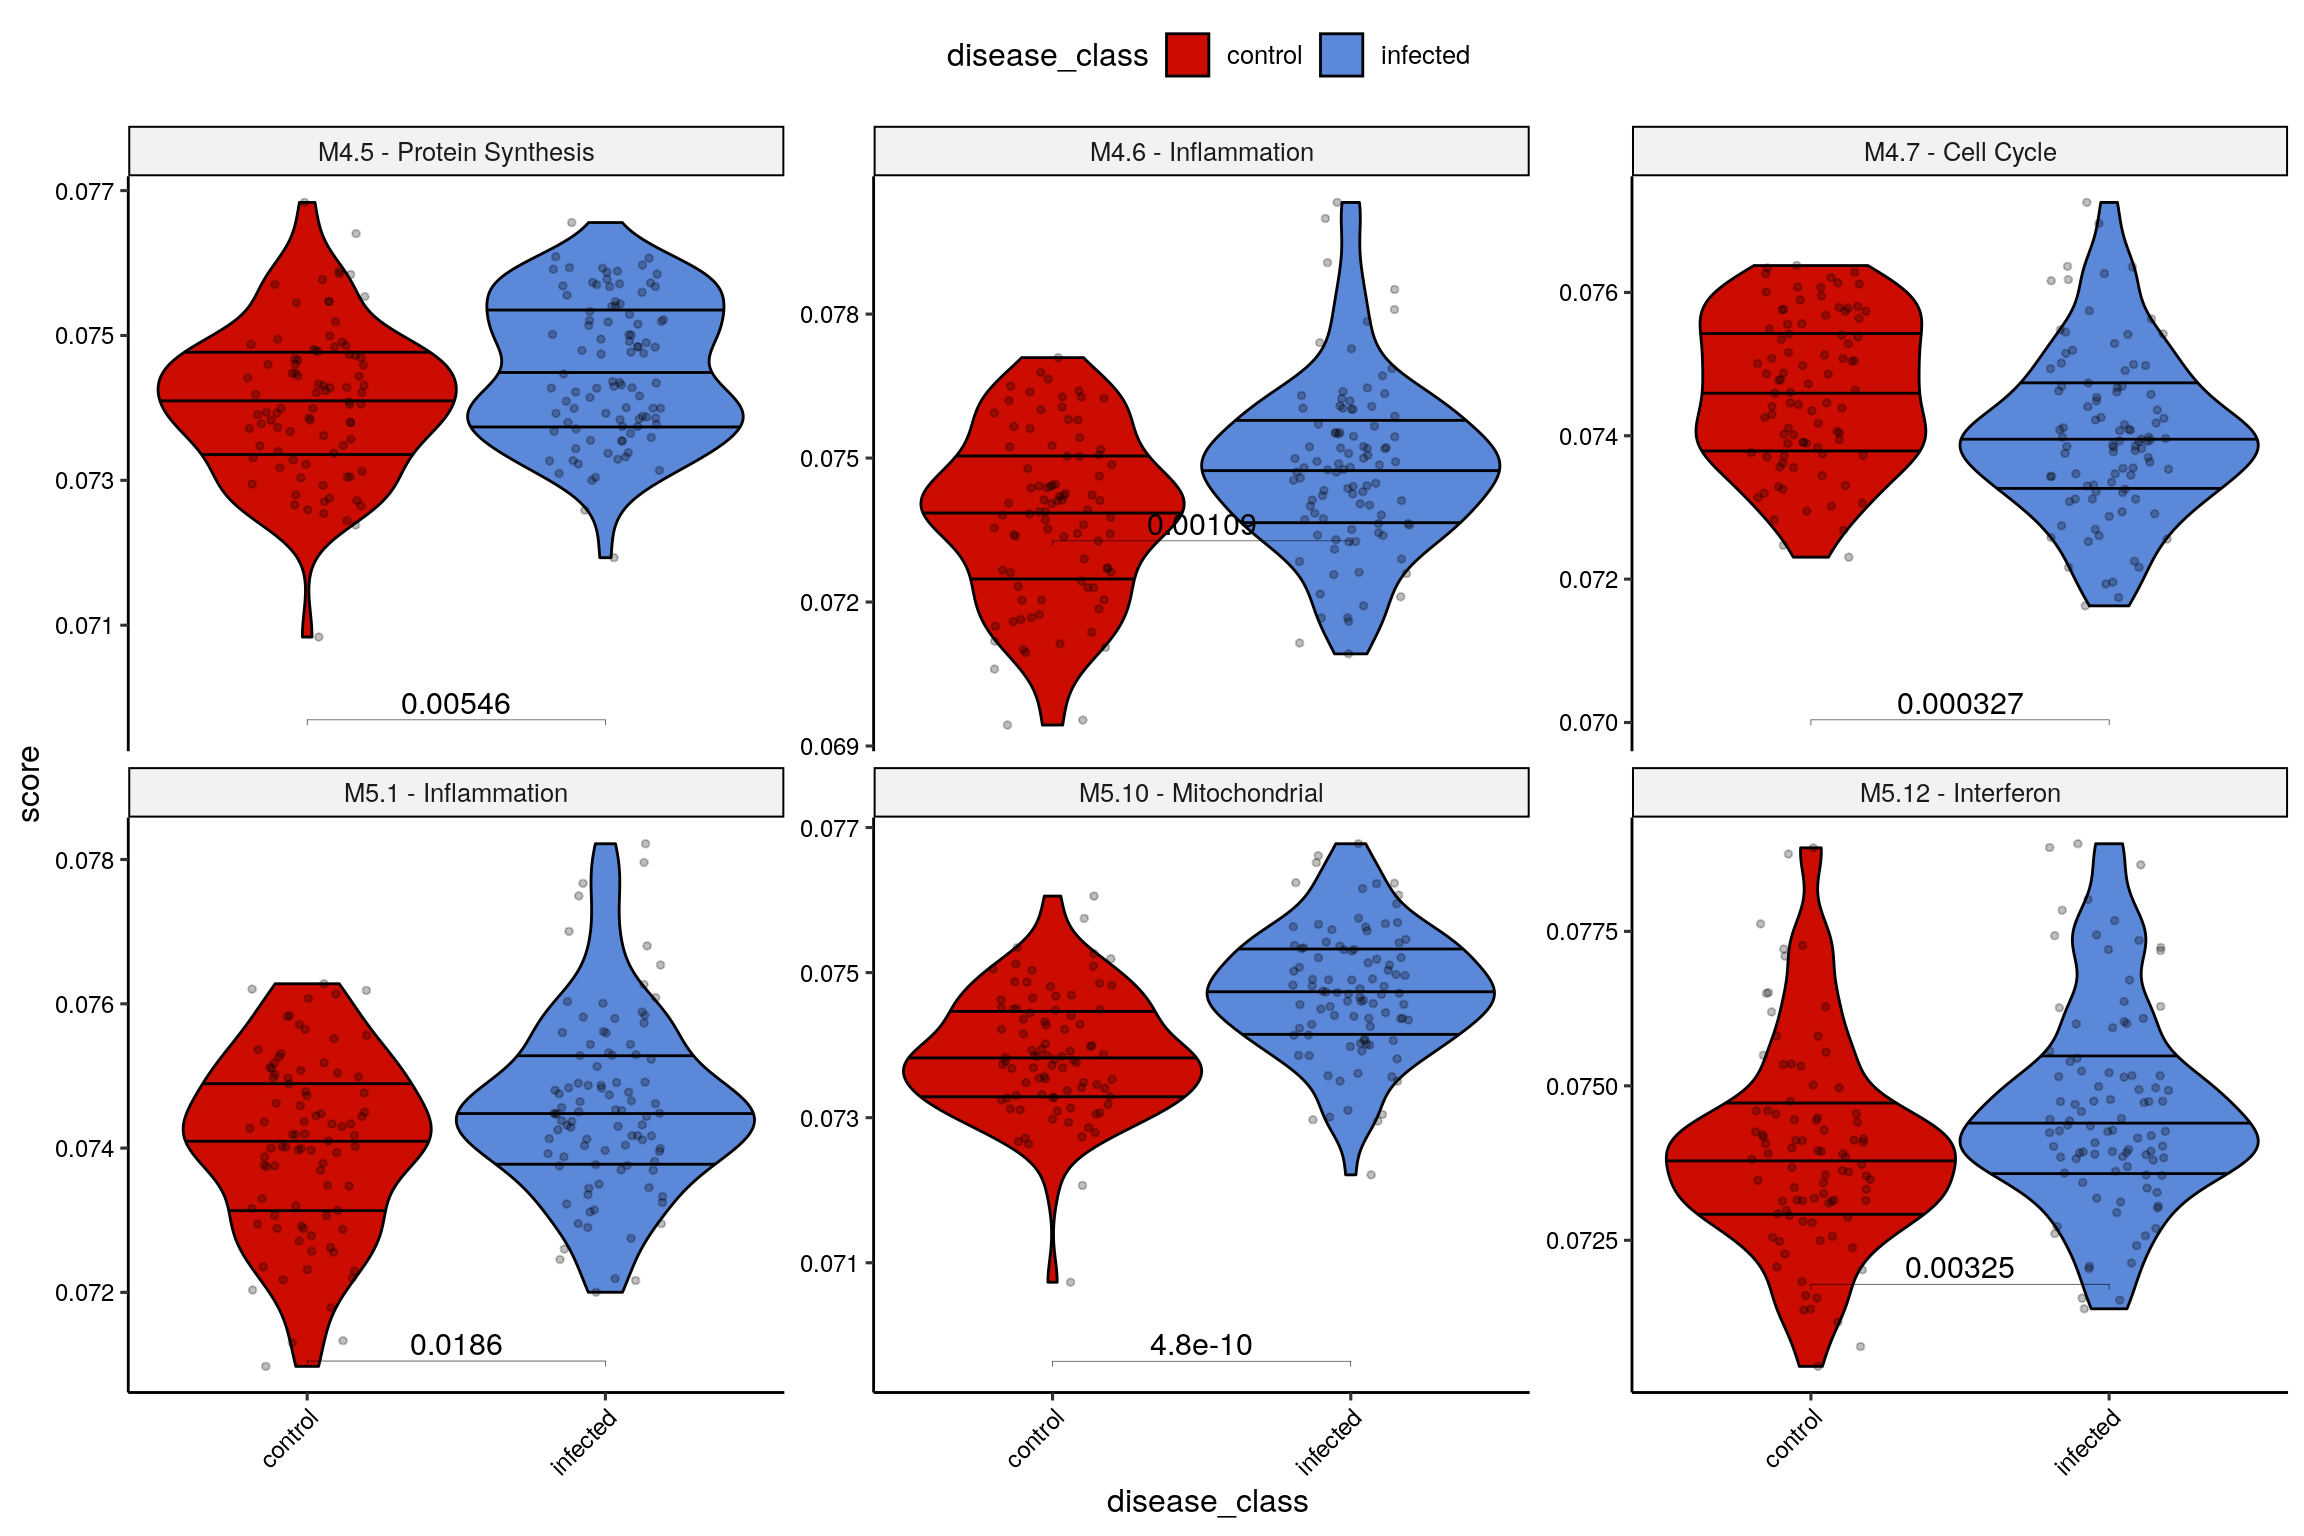 disease_class control infected
M4.5 - Protein Synthesis
M4.6 - Inflammation
M4.7 - Cell Cycle
0.077
0.075
0.073
0.071
0.00546
0.078
0.075
0.072
0.069
0.00109
0.076
0.074
0.072
0.070
0.000327
score
M5.1 - Inflammation
M5.10 - Mitochondrial
M5.12 - Interferon
0.078
0.076
0.074
0.072
0.0186
0.077
0.075
0.073
0.071
4.8e-10
0.0775
0.0750
0.0725
0.00325
control
infected
control
infected
control
infected
disease_class